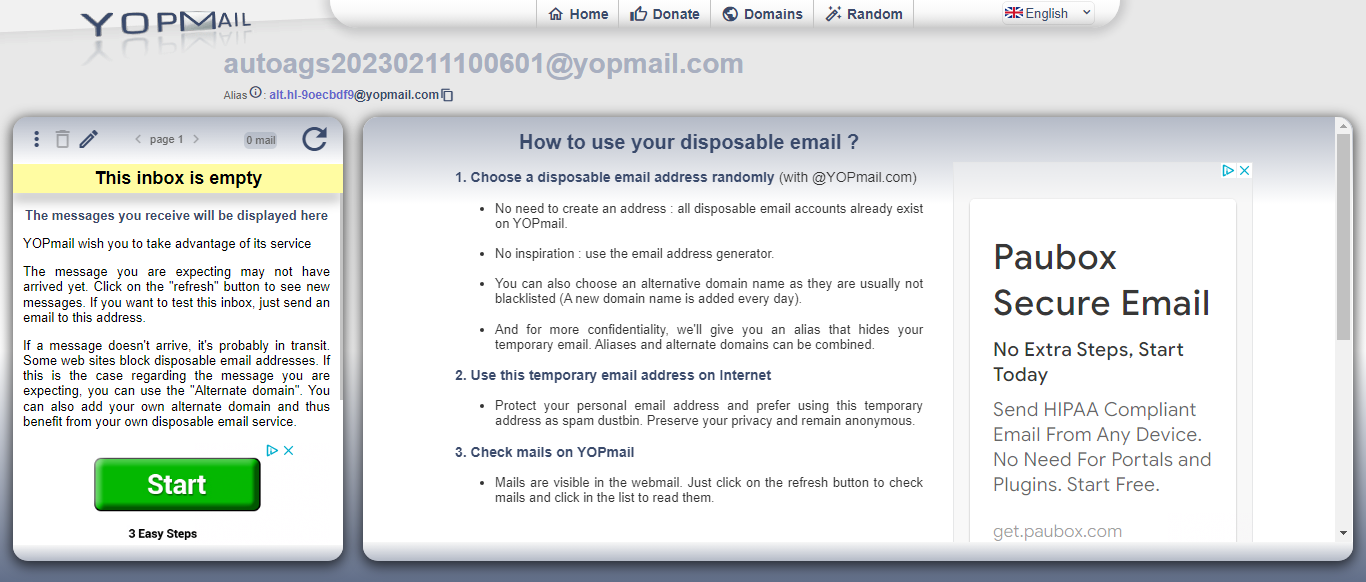 YOPMAIL
Home
Donate
Domains
Random
English
autoags20230211100601@yopmail.com
Alias : alt.hl-9oecbdf9@yopmail.com
page 1
0 mail
This inbox is empty
The messages you receive will be displayed here
YOPmail wish you to take advantage of its service
The message you are expecting may not have
arrived yet. Click on the "refresh" button to see new
messages. If you want to test this inbox, just send an
email to this address.
If a message doesn't arrive, it's probably in transit.
Some web sites block disposable email addresses. If
this is the case regarding the message you are
expecting, you can use the "Alternate domain". You
can also add your own alternate domain and thus
benefit from your own disposable email service.
Start
3 Easy Steps
How to use your disposable email ?
1. Choose a disposable email address randomly (with @YOPmail.com)
• No need to create an address : all disposable email accounts already exist
on YOPmail.
• No inspiration : use the email address generator.
• You can also choose an alternative domain name as they are usually not
blacklisted (A new domain name is added every day).
• And for more confidentiality, we'll give you an alias that hides your
temporary email. Aliases and alternate domains can be combined.
2. Use this temporary email address on Internet
• Protect your personal email address and prefer using this temporary
address as spam dustbin. Preserve your privacy and remain anonymous.
3. Check mails on YOPmail
• Mails are visible in the webmail. Just click on the refresh button to check
mails and click in the list to read them.
Paubox
Secure Email
No Extra Steps, Start
Today
Send HIPAA Compliant
Email From Any Device.
No Need For Portals and
Plugins. Start Free.
get.paubox.com